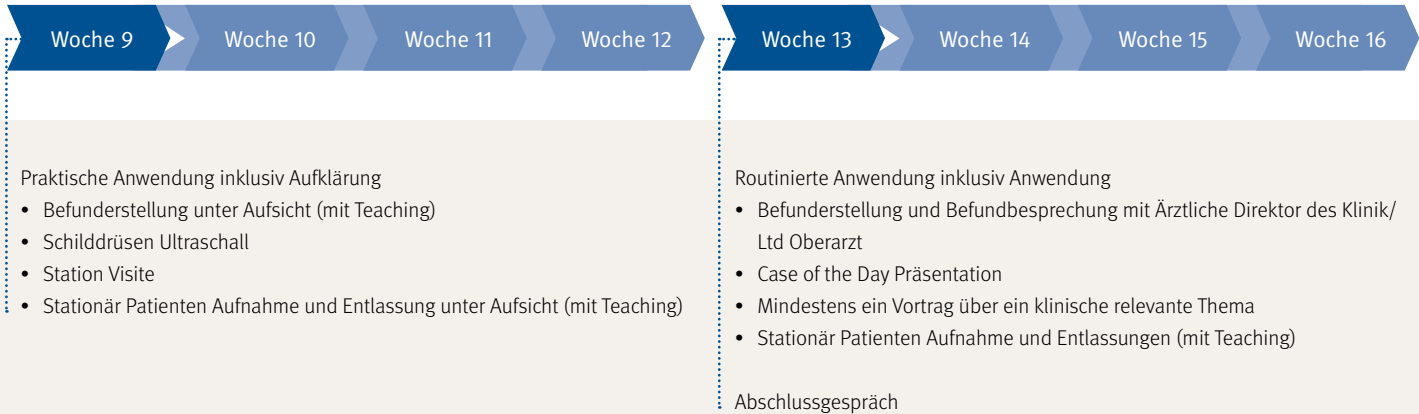 Woche 9 Woche 10 Woche 11 Woche 12 Woche 13 Woche 14 Woche 15 Woche 16
Praktische Anwendung inklusiv Aufklärung
• Befunderstellung unter Aufsicht (mit Teaching)
• Schilddrüsen Ultraschall
• Station Visite
• Stationär Patienten Aufnahme und Entlassung unter Aufsicht (mit Teaching)
Routinierte Anwendung inklusiv Anwendung
• Befunderstellung und Befundbesprechung mit Ärztliche Direktor des Klinik/
Ltd Oberarzt
• Case of the Day Präsentation
• Mindestens ein Vortrag über ein klinische relevante Thema
• Stationär Patienten Aufnahme und Entlassungen (mit Teaching)
Abschlussgespräch